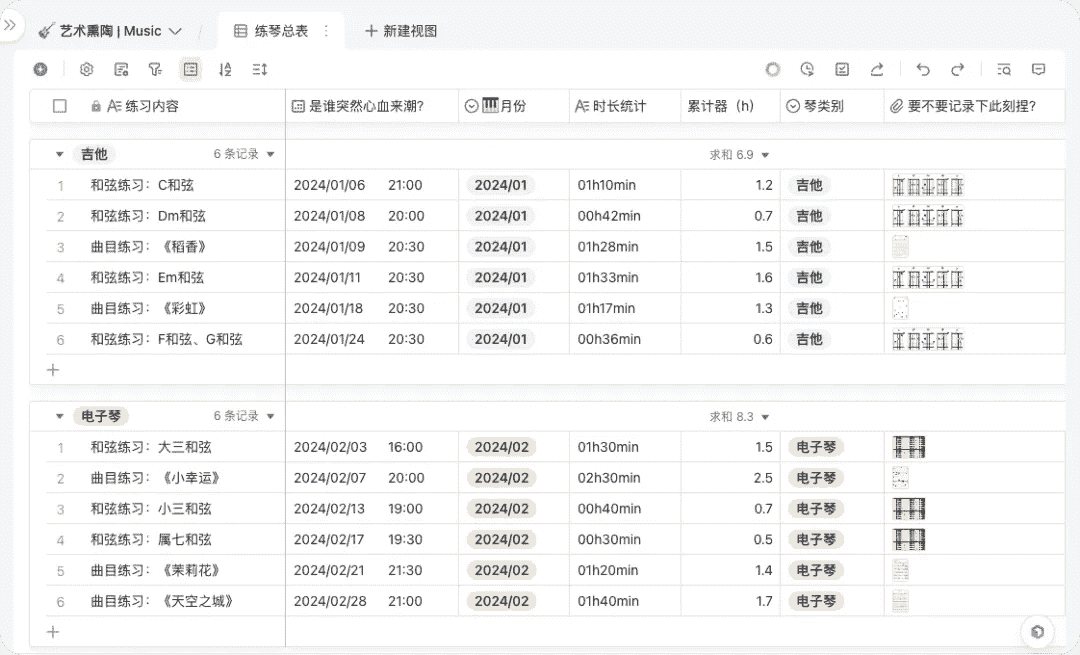 艺术熏陶 | Music 练琴总表 新建视图
练习内容 是谁突然心血来潮? 月份 时长统计 累计器（h） 琴类别 要不要记录下此刻捏?
吉他 6 条记录 求和 6.9
1 和弦练习：C和弦 2024/01/06 21:00 2024/01 01h10min 1.2 吉他
2 和弦练习：Dm和弦 2024/01/08 20:00 2024/01 00h42min 0.7 吉他
3 曲目练习：《稻香》 2024/01/09 20:30 2024/01 01h28min 1.5 吉他
4 和弦练习：Em和弦 2024/01/11 20:30 2024/01 01h33min 1.6 吉他
5 曲目练习：《彩虹》 2024/01/18 20:30 2024/01 01h17min 1.3 吉他
6 和弦练习：F和弦、G和弦 2024/01/24 20:30 2024/01 00h36min 0.6 吉他
电子琴 6 条记录 求和 8.3
1 和弦练习：大三和弦 2024/02/03 16:00 2024/02 01h30min 1.5 电子琴
2 曲目练习：《小幸运》 2024/02/07 20:00 2024/02 02h30min 2.5 电子琴
3 和弦练习：小三和弦 2024/02/13 19:00 2024/02 00h40min 0.7 电子琴
4 和弦练习：属七和弦 2024/02/17 19:30 2024/02 00h30min 0.5 电子琴
5 曲目练习：《茉莉花》 2024/02/21 21:30 2024/02 01h20min 1.4 电子琴
6 曲目练习：《天空之城》 2024/02/28 21:00 2024/02 01h40min 1.7 电子琴